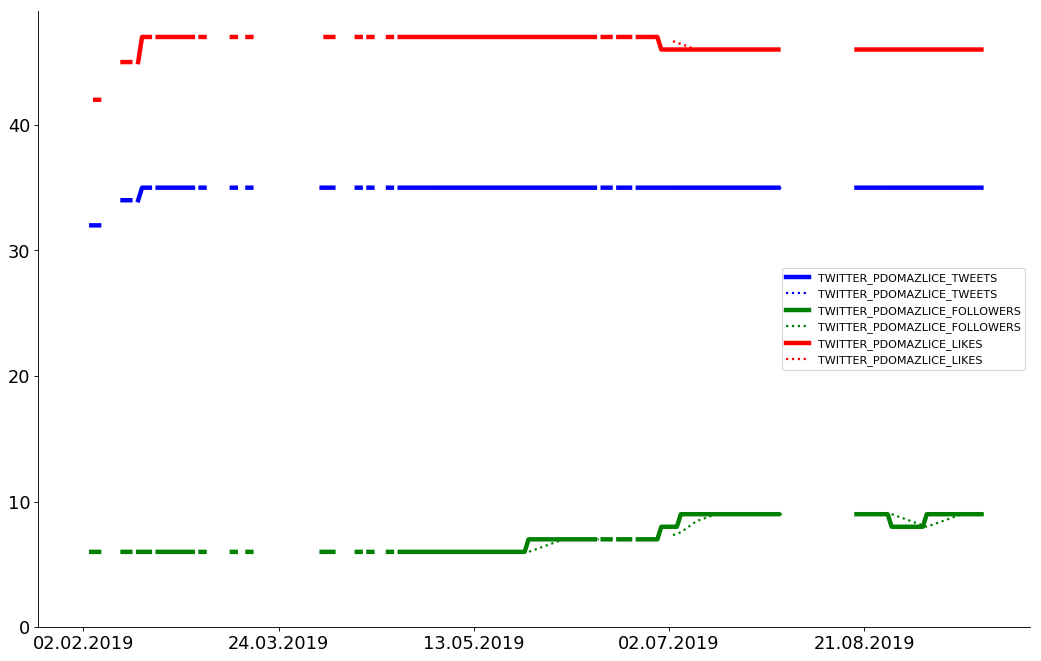 40
30
20
10
0
TWITTER_PDOMAZLICE_TWEETS
TWITTER_PDOMAZLICE_TWEETS
TWITTER_PDOMAZLICE_FOLLOWERS
TWITTER_PDOMAZLICE_FOLLOWERS
TWITTER_PDOMAZLICE_LIKES
TWITTER_PDOMAZLICE_LIKES
02.02.2019 24.03.2019 13.05.2019 02.07.2019 21.08.2019